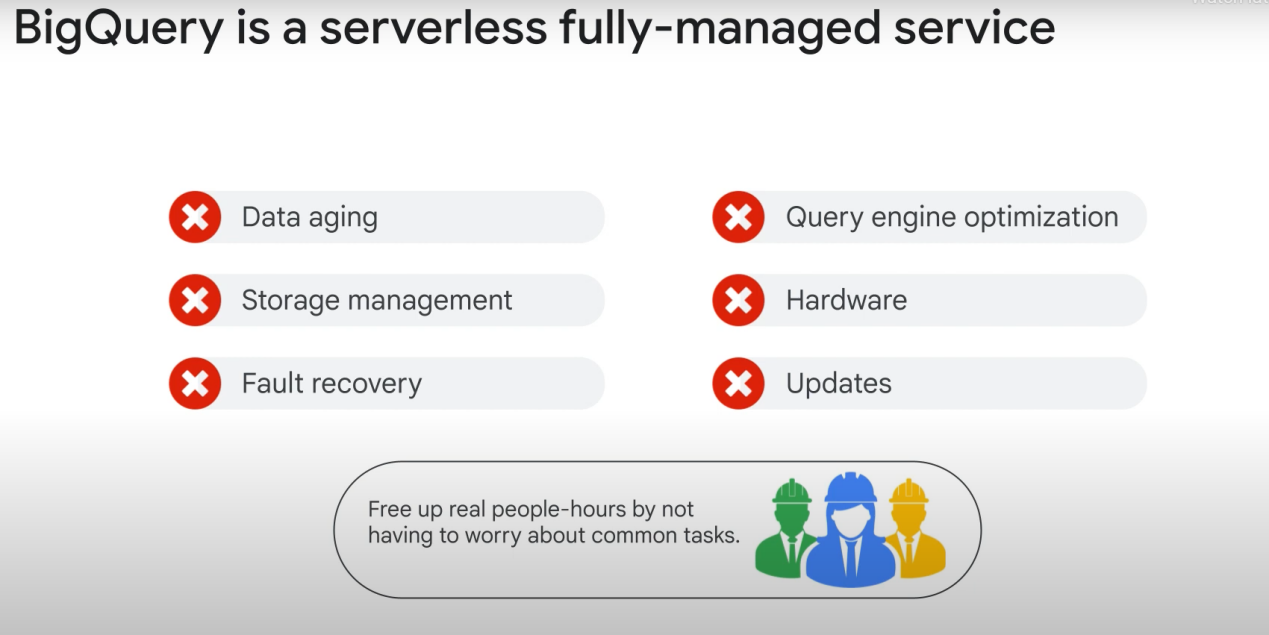 BigQuery is a serverless fully-managed service
Data aging
Query engine optimization
Storage management
Hardware
Fault recovery
Updates
Free up real people-hours by not
having to worry about common tasks.